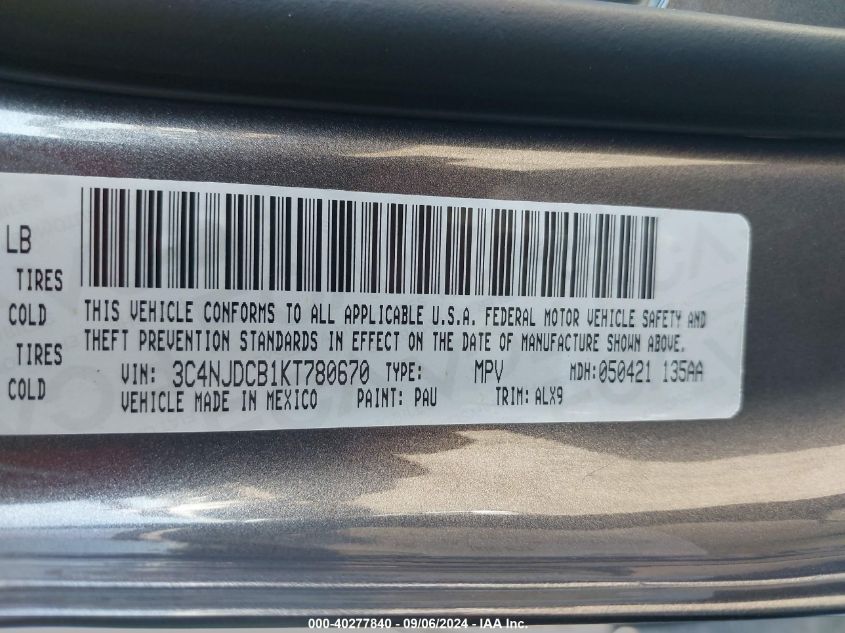 LB
TIRES
COLD
TIRES
COLD
THIS VEHICLE CONFORMS TO ALL APPLICABLE U.S.A. FEDERAL MOTOR VEHICLE SAFETY AND
THEFT PREVENTION STANDARDS IN EFFECT ON THE DATE OF MANUFACTURE SHOWN ABOVE.
VIN: 3C4NJDCB1KT780670 TYPE: MPV MDH:050421 135AA
VEHICLE MADE IN MEXICO PAINT: PAU TRIM: ALX9
000-40277840 - 09/06/2024 - IAA Inc.